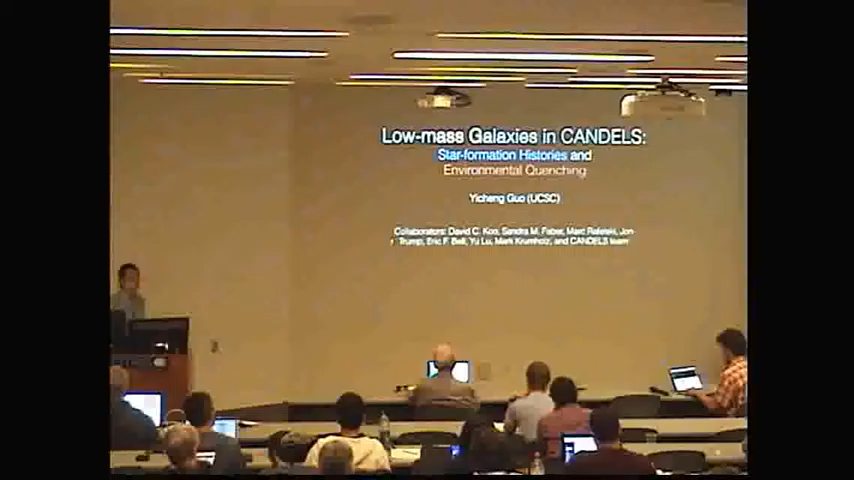 Low-mass Galaxies in CANDELS:
Star-formation Histories and
Environmental Quenching
Yicheng Guo (UCSC)
Collaborators: David C. Koo, Sandra M. Faber, Marc Rafelski, Jon
Trump, Eric F. Bell, Yu Lu, Mark Krumholz, and CANDELS team